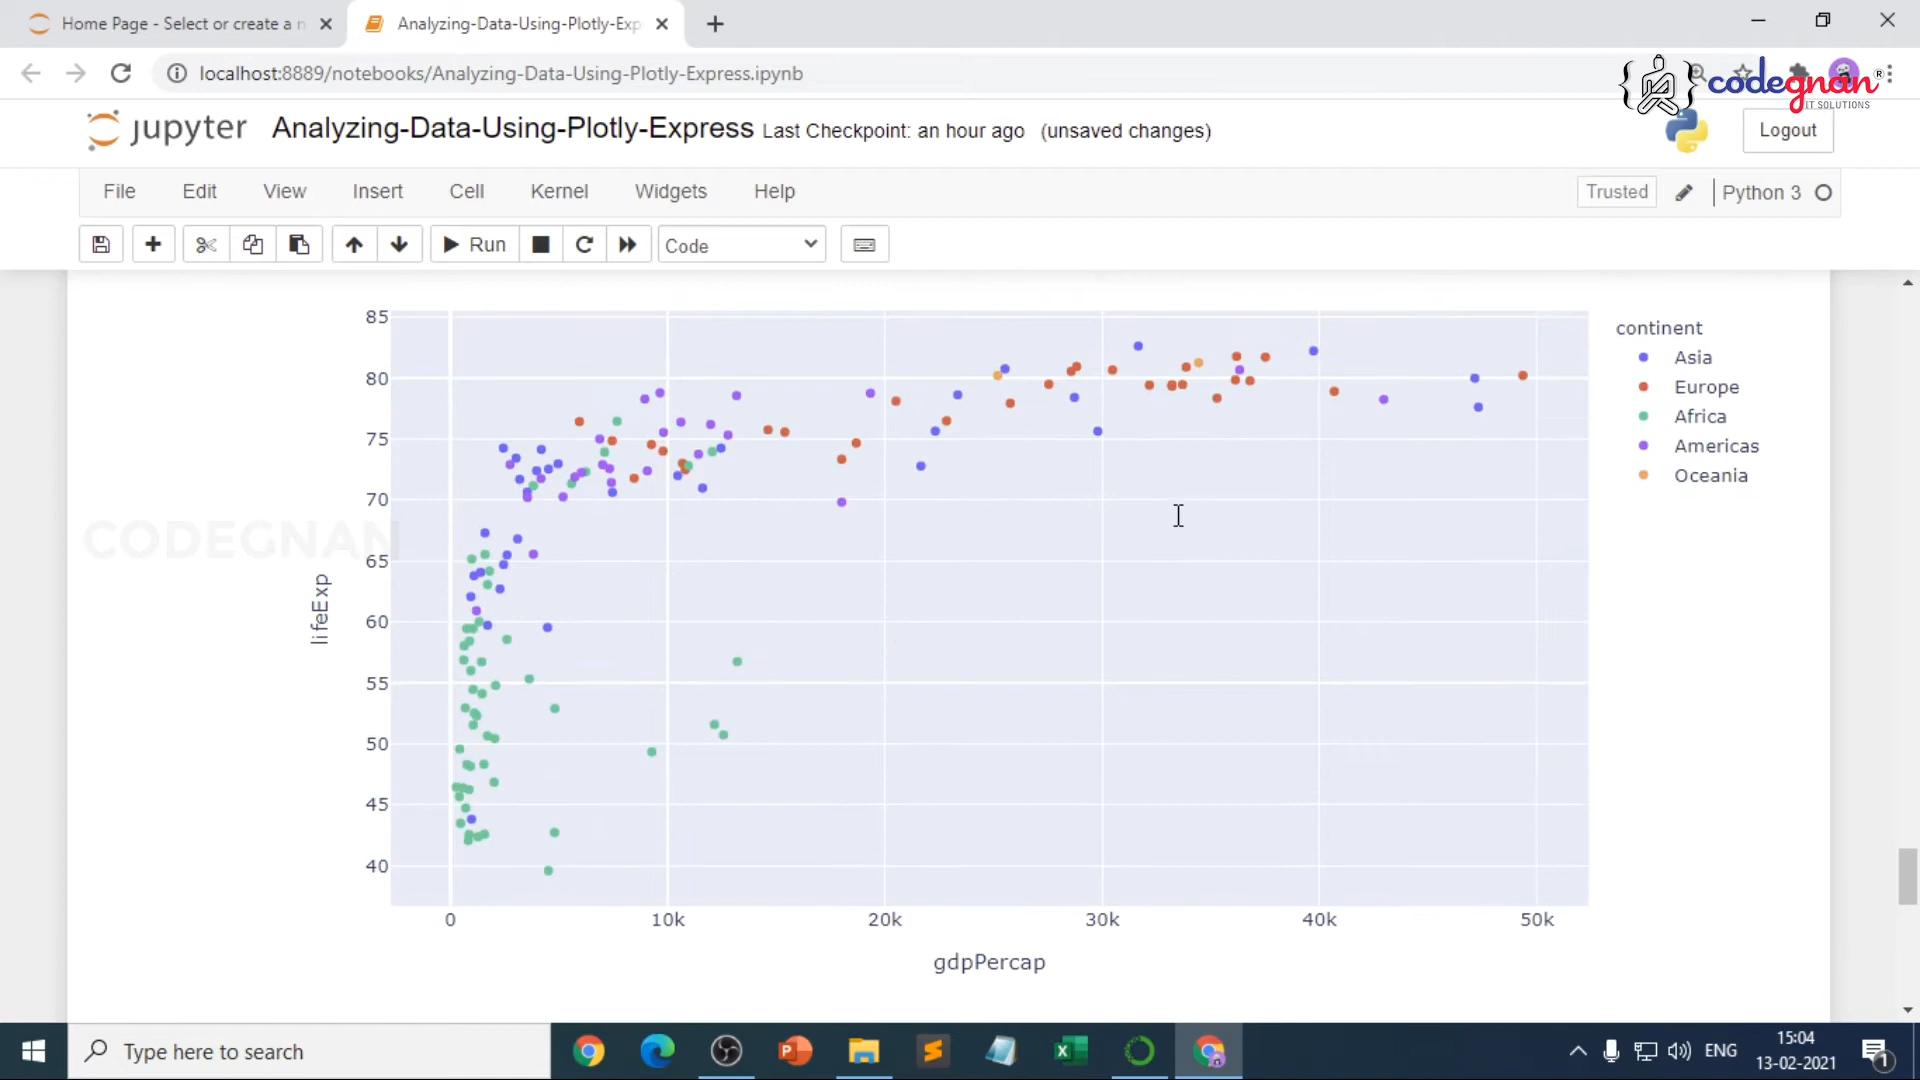 Home Page - Select or create a n
Analyzing-Data-Using-Plotly-Exp
localhost:8889/notebooks/Analyzing-Data-Using-Plotly-Express.ipynb
codegnan®
IT SOLUTIONS
jupyter Analyzing-Data-Using-Plotly-Express Last Checkpoint: an hour ago (unsaved changes)
Logout
File Edit View Insert Cell Kernel Widgets Help
Trusted Python 3
Run Code
85
80
75
70
65
60
55
50
45
40
lifeExp
0 10k 20k 30k 40k 50k
gdpPercap
continent
Asia
Europe
Africa
Americas
Oceania
CODEGNAN
Type here to search
ENG
15:04
13-02-2021
1